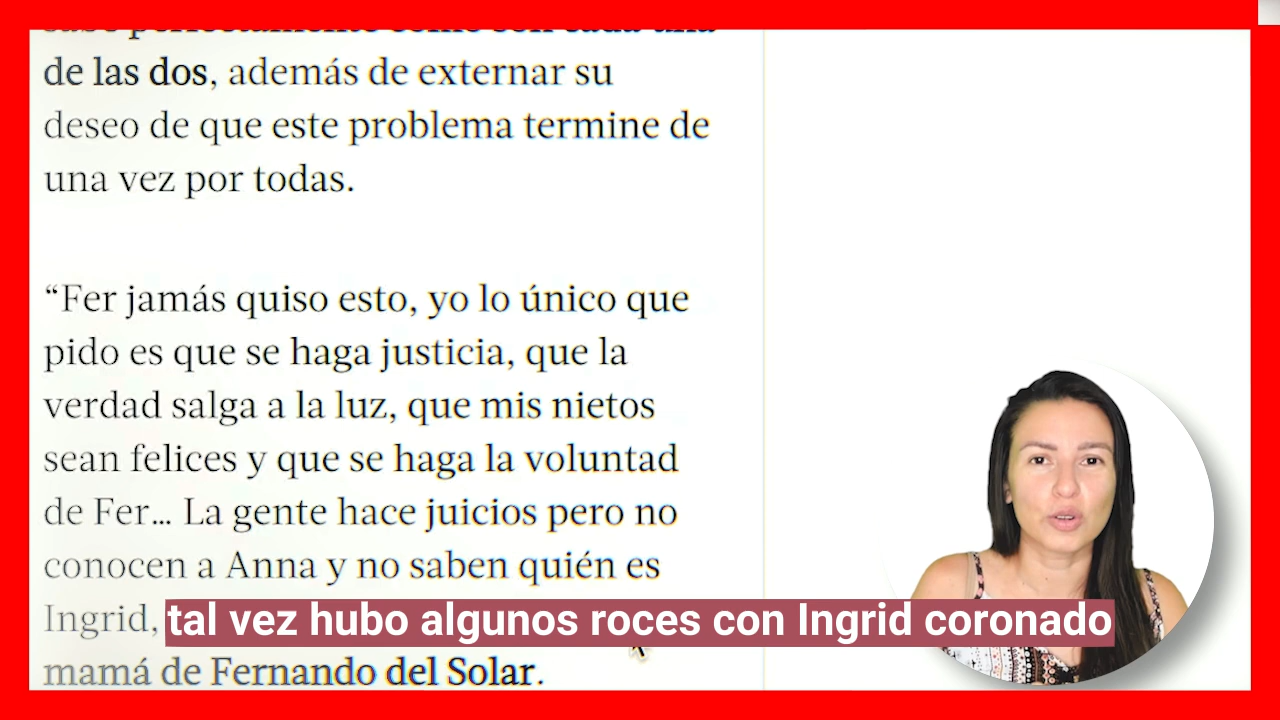 de las dos, además de externar su
deseo de que este problema termine de
una vez por todas.
“Fer jamás quiso esto, yo lo único que
pido es que se haga justicia, que la
verdad salga a la luz, que mis nietos
sean felices y que se haga la voluntad
de Fer... La gente hace juicios pero no
conocen a Anna y no saben quién es
Ingrid,
tal vez hubo algunos roces con Ingrid coronado
mamá de Fernando del Solar.